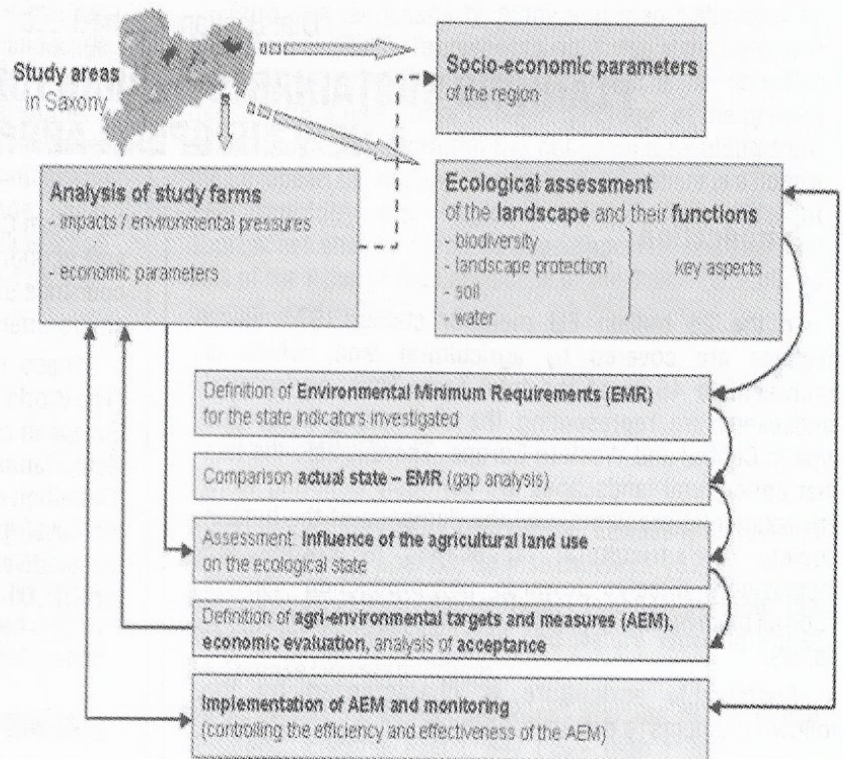 Study areas
in Saxony
Socio-economic parameters
of the region
Analysis of study farms
- impacts / environmental pressures
- economic parameters
Ecological assessment
of the landscape and their functions
- biodiversity
- landscape protection
- soil
- water
key aspects
Definition of Environmental Minimum Requirements (EMR)
for the state indicators investigated
Comparison actual state – EMR (gap analysis)
Assessment: Influence of the agricultural land use
on the ecological state
Definition of agri-environmental targets and measures (AEM),
economic evaluation, analysis of acceptance
Implementation of AEM and monitoring
(controlling the efficiency and effectiveness of the AEM)